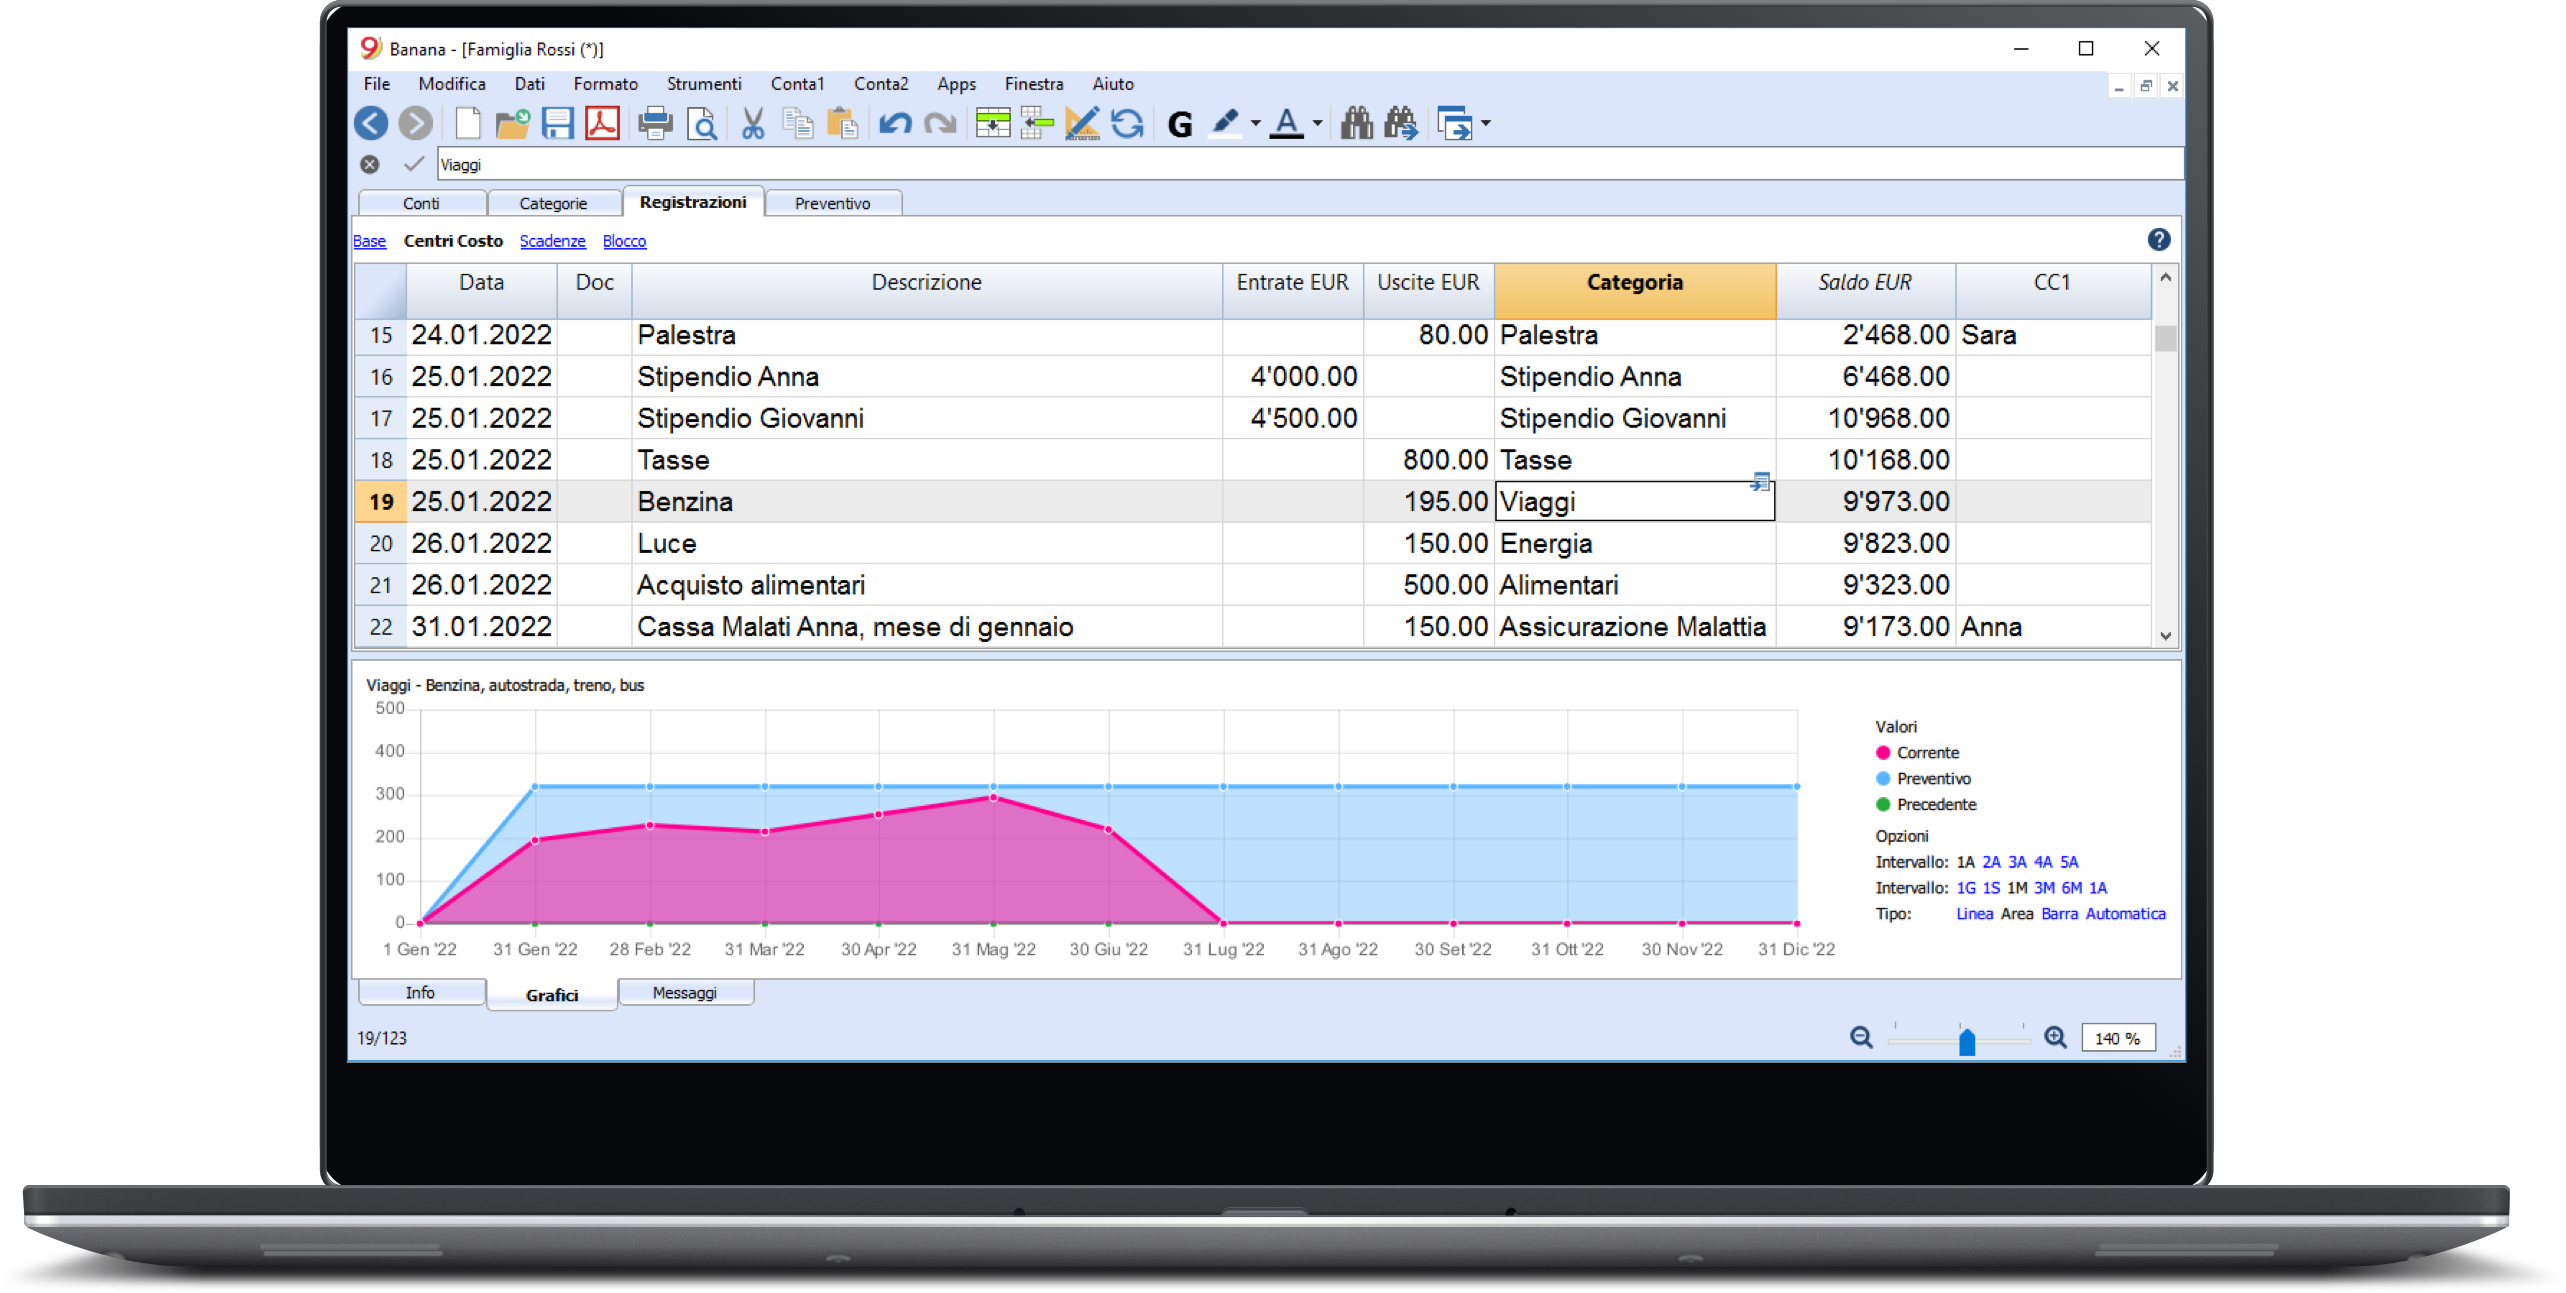 Banana - [Famiglia Rossi (*)]
File Modifica Dati Formato Strumenti Conta1 Conta2 Apps Finestra Aiuto
G A
Viaggi
Conti Categorie Registrazioni Preventivo
Base Centri Costo Scadenze Blocco ?
Data Doc Descrizione Entrate EUR Uscite EUR Categoria Saldo EUR CC1
15 24.01.2022 Palestra 80.00 Palestra 2'468.00 Sara
16 25.01.2022 Stipendio Anna 4'000.00 Stipendio Anna 6'468.00
17 25.01.2022 Stipendio Giovanni 4'500.00 Stipendio Giovanni 10'968.00
18 25.01.2022 Tasse 800.00 Tasse 10'168.00
19 25.01.2022 Benzina 195.00 Viaggi 9'973.00
20 26.01.2022 Luce 150.00 Energia 9'823.00
21 26.01.2022 Acquisto alimentari 500.00 Alimentari 9'323.00
22 31.01.2022 Cassa Malati Anna, mese di gennaio 150.00 Assicurazione Malattia 9'173.00 Anna
Viaggi - Benzina, autostrada, treno, bus
500
400
300
200
100
0
1 Gen '22 31 Gen '22 28 Feb '22 31 Mar '22 30 Apr '22 31 Mag '22 30 Giu '22 31 Lug '22 31 Ago '22 30 Set '22 31 Ott '22 30 Nov '22 31 Dic '22
Valori
Corrente
Preventivo
Precedente
Opzioni
Intervallo: 1A 2A 3A 4A 5A
Intervallo: 1G 1S 1M 3M 6M 1A
Tipo: Linea Area Barra Automatica
Info Grafici Messaggi
19/123 140 %